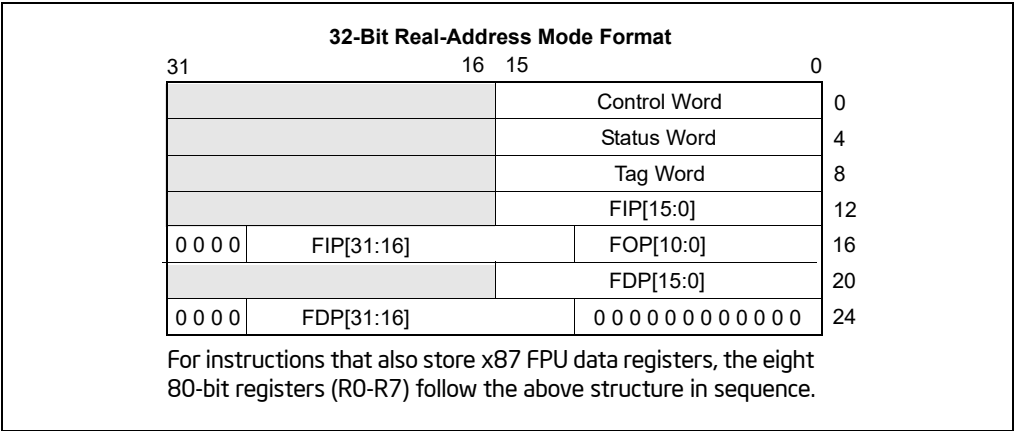 32-Bit Real-Address Mode Format
31 16 15 0
Control Word 0
Status Word 4
Tag Word 8
FIP[15:0] 12
0 0 0 0 FIP[31:16] FOP[10:0] 16
FDP[15:0] 20
0 0 0 0 FDP[31:16] 0 0 0 0 0 0 0 0 0 0 0 0 24
For instructions that also store x87 FPU data registers, the eight
80-bit registers (R0-R7) follow the above structure in sequence.